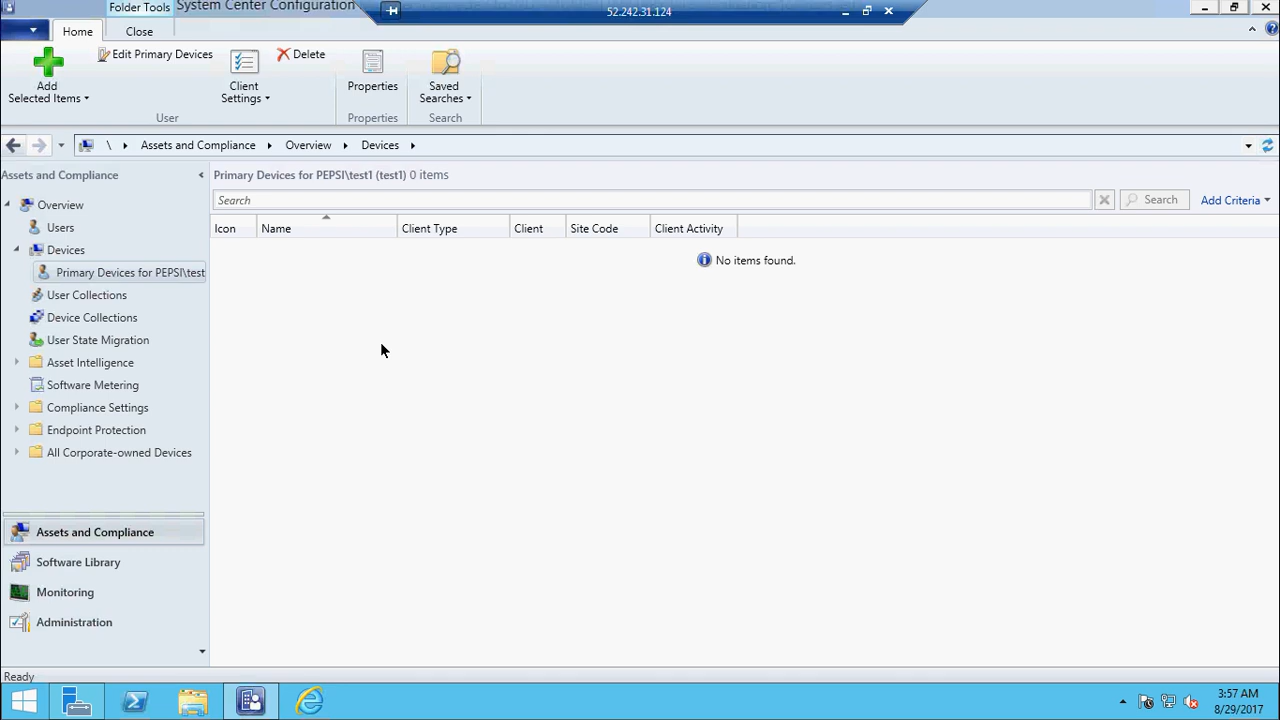 Folder Tools
System Center Configuration
52.242.31.124
Home
Close
Add
Selected Items
Edit Primary Devices
Client
Settings
Delete
Properties
Saved
Searches
User
Properties
Search
\ Assets and Compliance Overview Devices
Assets and Compliance
Overview
Users
Devices
Primary Devices for PEPSI\test
User Collections
Device Collections
User State Migration
Asset Intelligence
Software Metering
Compliance Settings
Endpoint Protection
All Corporate-owned Devices
Assets and Compliance
Software Library
Monitoring
Administration
Primary Devices for PEPSI\test1 (test1) 0 items
Search
Search
Add Criteria
Icon Name Client Type Client Site Code Client Activity
No items found.
Ready
3:57 AM
8/29/2017